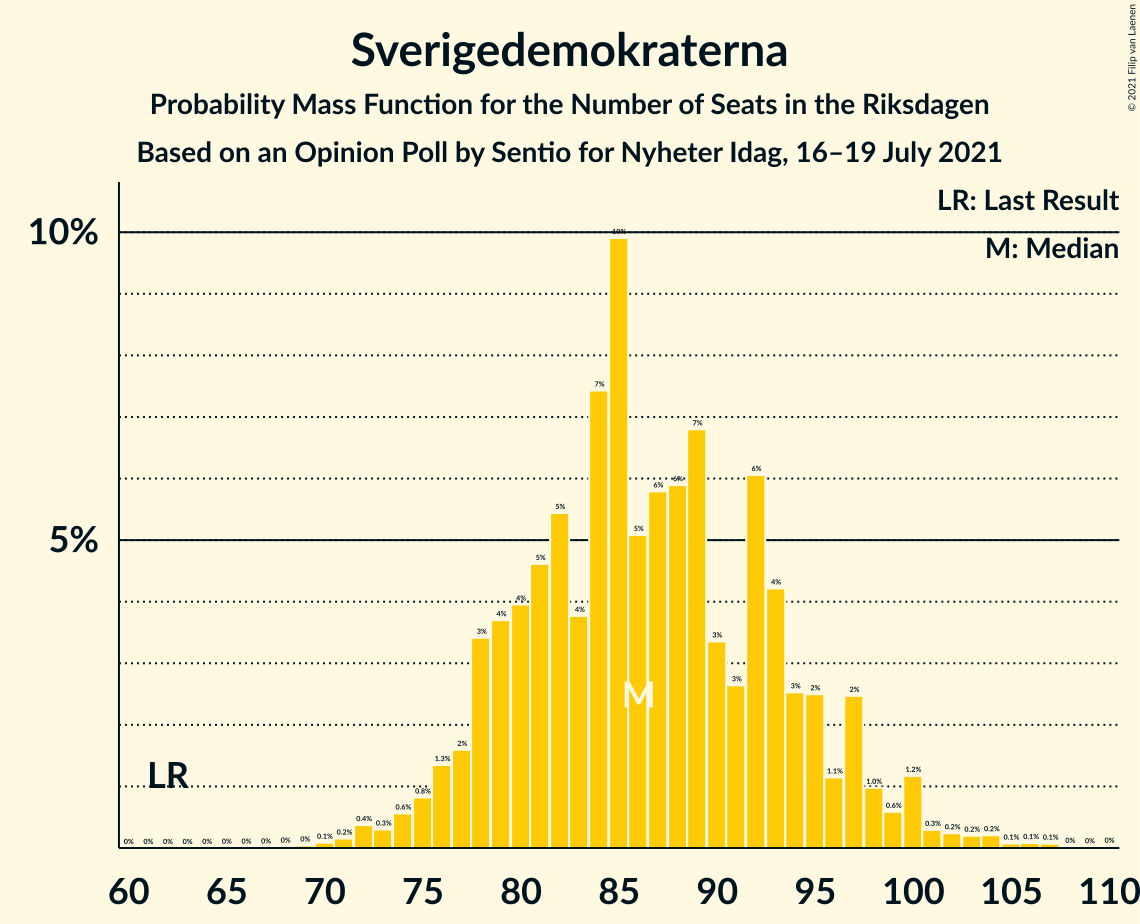 Sverigedemokraterna
Probability Mass Function for the Number of Seats in the Riksdagen
Based on an Opinion Poll by Sentio for Nyheter Idag, 16–19 July 2021
© 2021 Filip van Laenen
LR: Last Result
M: Median
10%
5%
0% 0% 0% 0% 0% 0% 0% 0% 0% 0% 0.1% 0.2% 0.4% 0.3% 0.6% 0.8% 1.3% 2% 3% 4% 4% 5% 5% 4% 7% 10% 5% 6% 6% 7% 3% 3% 6% 4% 3% 2% 1.1% 2% 1.0% 0.6% 1.2% 0.3% 0.2% 0.2% 0.2% 0.1% 0.1% 0.1% 0% 0% 0%
M
LR
60 65 70 75 80 85 90 95 100 105 110